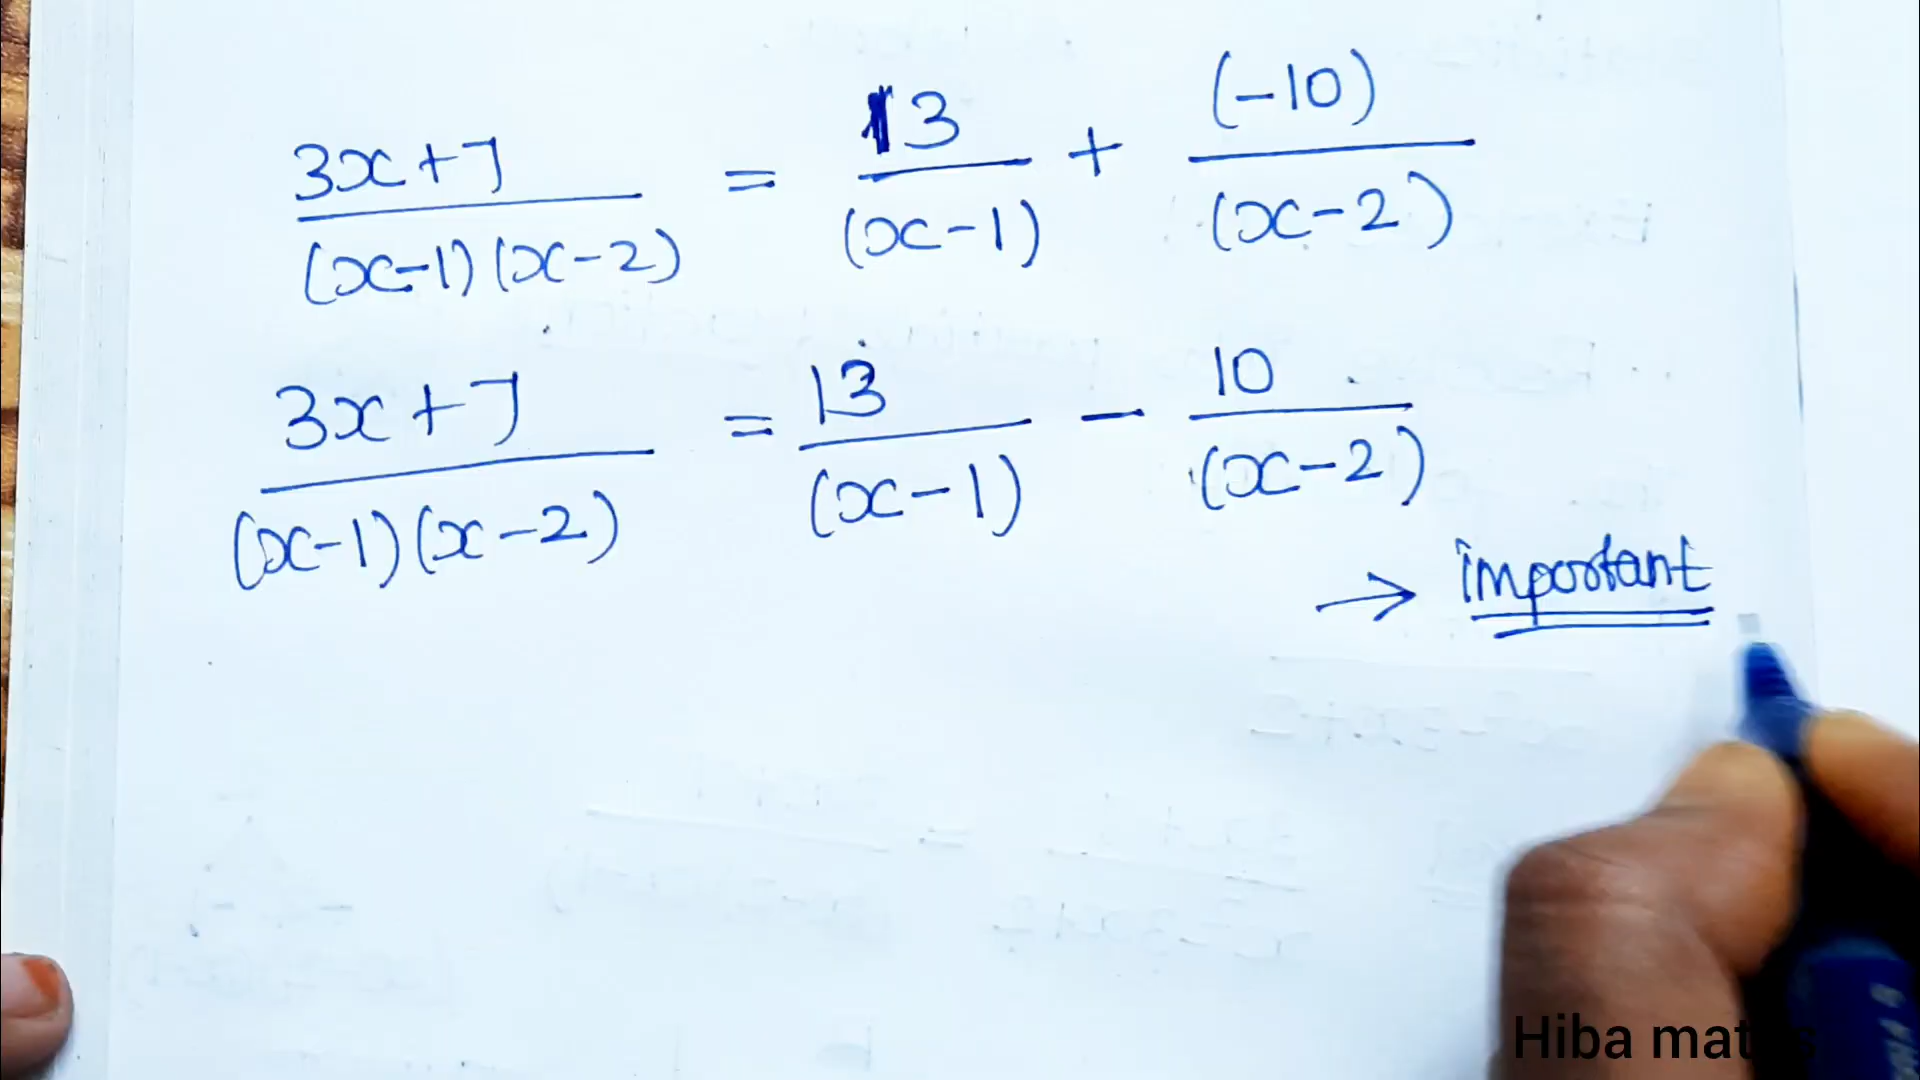 3x+7 / (x-1)(x-2) = 13 / (x-1) + (-10) / (x-2)
3x+7 / (x-1)(x-2) = 13 / (x-1) - 10 / (x-2)
→ important
Hiba mat